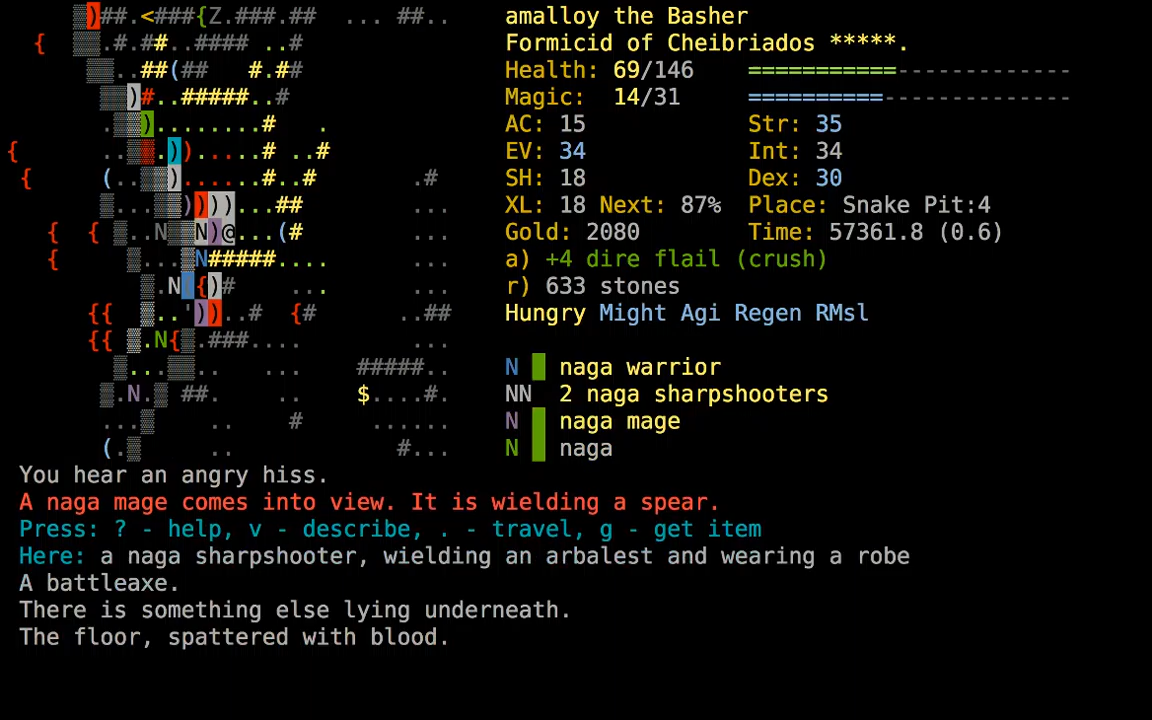 )##.<###{Z.###.## ... ##.. amalloy the Basher
{ .#.##..#### ..# Formicid of Cheibriados *****.
..##(## #.## Health: 69/146 ===========-------------
)#..#####..# Magic: 14/31 ==========--------------
.)........# . AC: 15 Str: 35
{ ...)).....# ..# EV: 34 Int: 34
{ (..)......#..# .# SH: 18 Dex: 30
...))))...## ... XL: 18 Next: 87% Place: Snake Pit:4
{ { ..NN)@...(# ... Gold: 2080 Time: 57361.8 (0.6)
{ ...N#####.... ... a) +4 dire flail (crush)
.N{)# ... ... r) 633 stones
{{ ..'))..# {# ..## Hungry Might Agi Regen RMsl
{{ .N{.###.... ...
... .. ... #####.. N naga warrior
.N. ##. .. $....#. NN 2 naga sharpshooters
... .. # ...... N naga mage
(. .. #... N naga
You hear an angry hiss.
A naga mage comes into view. It is wielding a spear.
Press: ? - help, v - describe, . - travel, g - get item
Here: a naga sharpshooter, wielding an arbalest and wearing a robe
A battleaxe.
There is something else lying underneath.
The floor, spattered with blood.